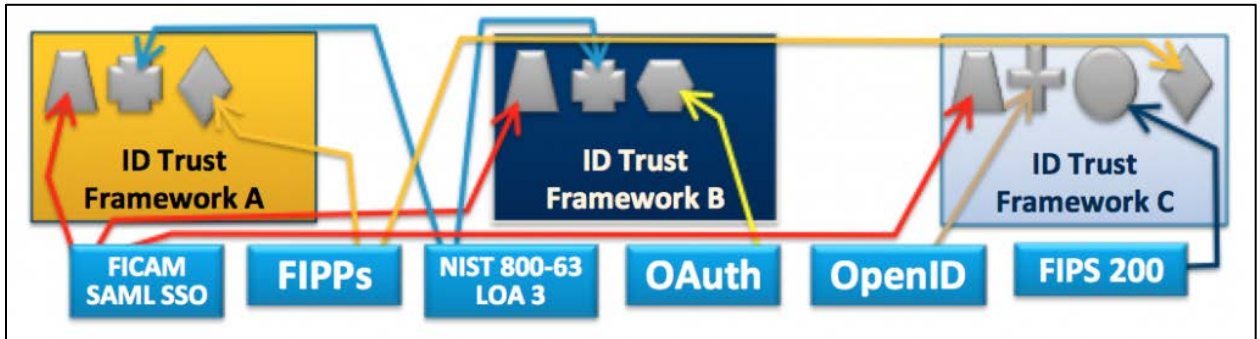 ID Trust
Framework A
ID Trust
Framework B
ID Trust
Framework C
FICAM
SAML SSO
FIPPs
NIST 800-63
LOA 3
OAuth
OpenID
FIPS 200